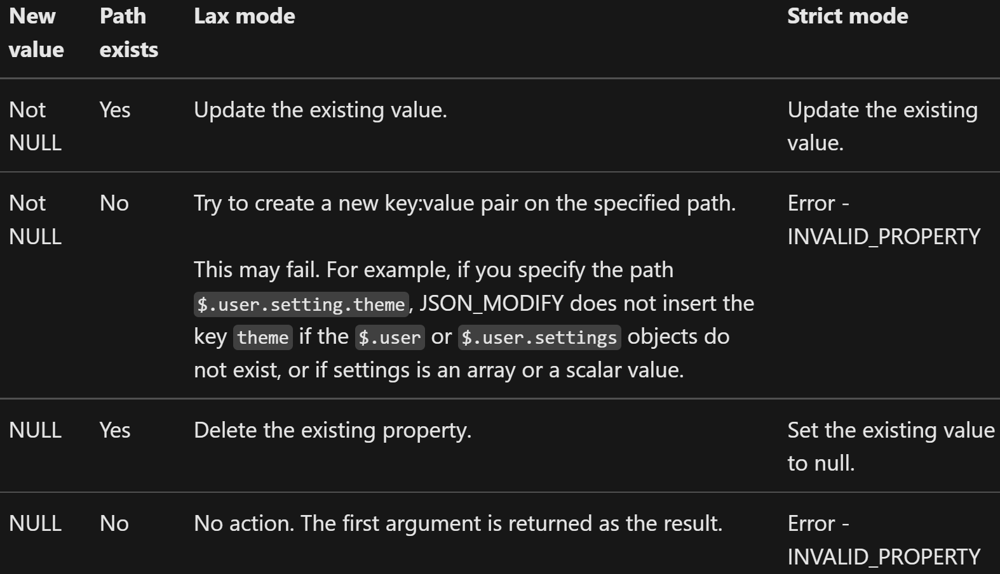 New value	Path exists	Lax mode	Strict mode
Not NULL	Yes	Update the existing value.	Update the existing value.
Not NULL	No	Try to create a new key:value pair on the specified path.	Error - INVALID_PROPERTY
This may fail. For example, if you specify the path
$.user.setting.theme, JSON_MODIFY does not insert the
key theme if the $.user or $.user.settings objects do
not exist, or if settings is an array or a scalar value.
NULL	Yes	Delete the existing property.	Set the existing value to null.
NULL	No	No action. The first argument is returned as the result.	Error - INVALID_PROPERTY